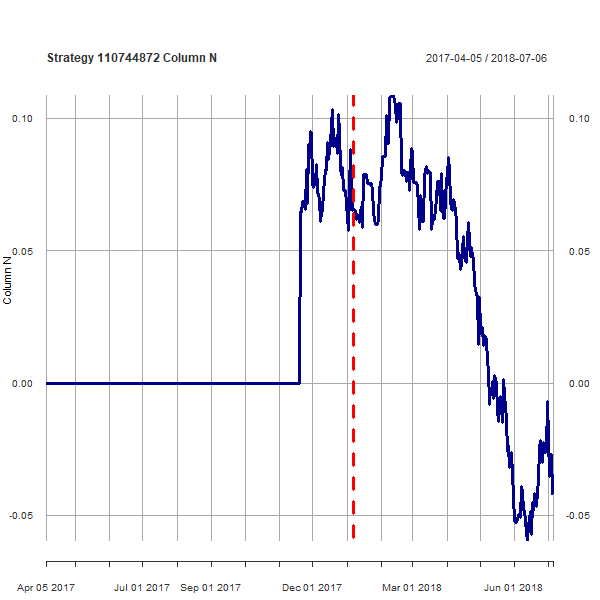 Strategy 110744872 Column N
2017-04-05 / 2018-07-06
0.10
0.10
0.05
0.05
Column N
0.00
0.00
-0.05
-0.05
Apr 05 2017
Jul 01 2017
Sep 01 2017
Dec 01 2017
Mar 01 2018
Jun 01 2018